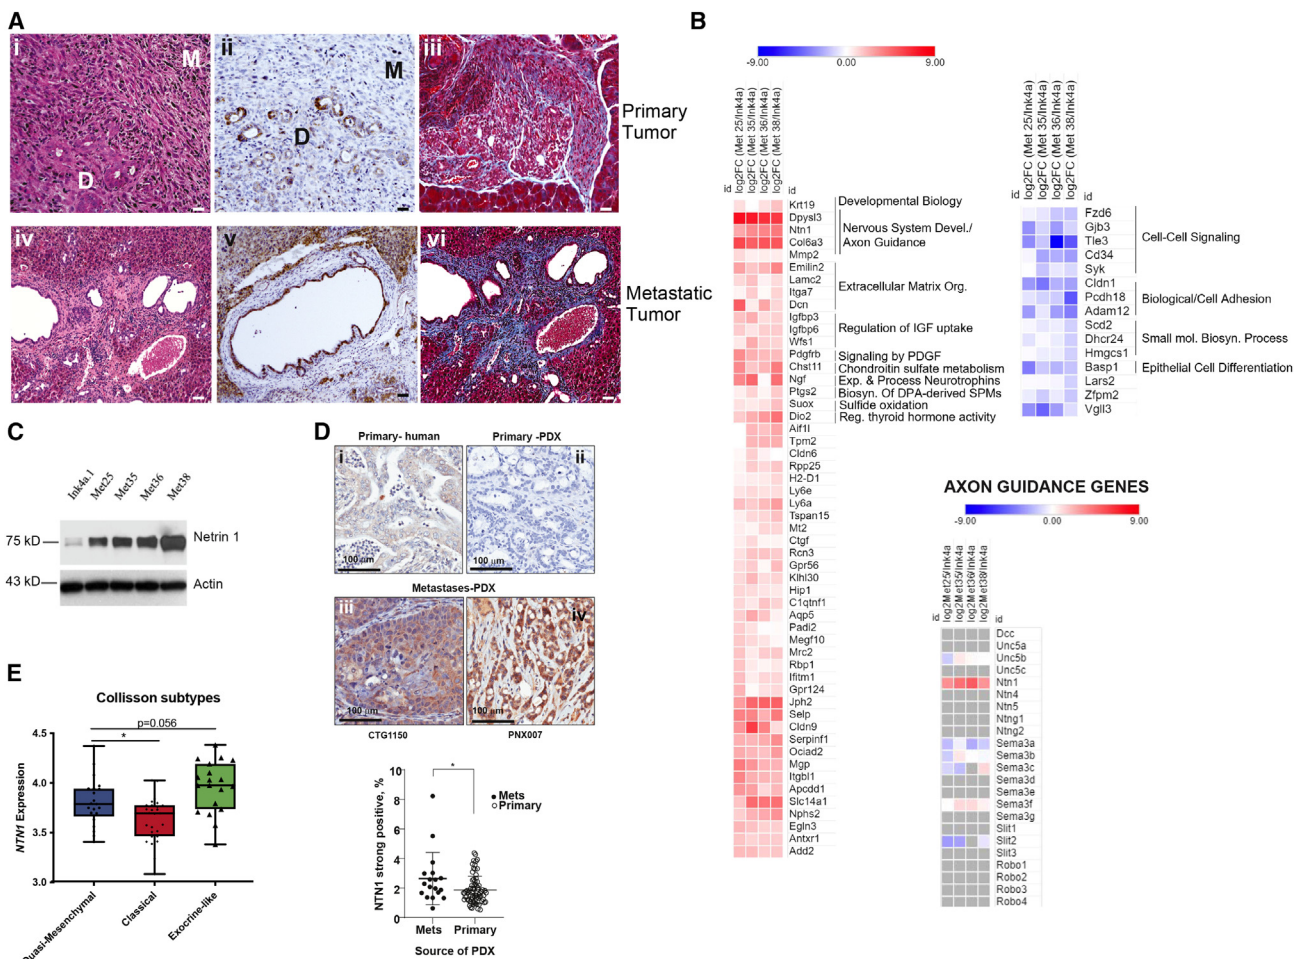 A
i
M
D
ii
M
D
iii
Primary
Tumor
iv
v
vi
Metastatic
Tumor
B
-9.00 0.00 9.00
log2FC (Met 25/Ink4a)
log2FC (Met 35/Ink4a)
log2FC (Met 36/Ink4a)
log2FC (Met 38/Ink4a)
id id
Krt19
Dpysl3
Ntn1
Col6a3
Mmp2
Emilin2
Lamc2
Itga7
Dcn
Igfbp3
Igfbp6
Wfs1
Pdgfrb
Chst11
Ngf
Ptgs2
Suox
Dio2
Aif1l
Tpm2
Cldn6
Rpp25
H2-D1
Ly6e
Ly6a
Tspan15
Mt2
Ctgf
Rcn3
Gpr56
Klhl30
Hip1
C1qtnf1
Aqp5
Padi2
Megf10
Mrc2
Rbp1
Ifitm1
Gpr124
Jph2
Selp
Cldn9
Serpinf1
Ociad2
Mgp
Itgbl1
Apcdd1
Slc14a1
Nphs2
Egln3
Antxr1
Add2
Developmental Biology
Nervous System Devel./
Axon Guidance
Extracellular Matrix Org.
Regulation of IGF uptake
Signaling by PDGF
Chondroitin sulfate metabolism
Exp. & Process Neurotrophins
Biosyn. Of DPA-derived SPMs
Sulfide oxidation
Reg. thyroid hormone activity
-9.00 0.00 9.00
log2FC (Met 25/Ink4a)
log2FC (Met 35/Ink4a)
log2FC (Met 36/Ink4a)
log2FC (Met 38/Ink4a)
id id
Fzd6
Gjb3
Tle3
Cd34
Syk
Cldn1
Pcdh18
Adam12
Scd2
Dhcr24
Hmgcs1
Basp1
Lars2
Zfpm2
Vgll3
Cell-Cell Signaling
Biological/Cell Adhesion
Small mol. Biosyn. Process
Epithelial Cell Differentiation
AXON GUIDANCE GENES
-9.00 0.00 9.00
log2Met25/Ink4a
log2Met35/Ink4a
log2Met36/Ink4a
log2Met38/Ink4a
id id
Dcc
Unc5a
Unc5b
Unc5c
Ntn1
Ntn4
Ntn5
Ntng1
Ntng2
Sema3a
Sema3b
Sema3c
Sema3d
Sema3e
Sema3f
Sema3g
Slit1
Slit2
Slit3
Robo1
Robo2
Robo3
Robo4
C
Ink4a.1
Met25
Met35
Met36
Met38
75 kD
Netrin 1
43 kD
Actin
D
Primary- human
Primary -PDX
i
100 µm
ii
100 µm
Metastases-PDX
iii
100 µm
iv
100 µm
CTG1150
PNX007
NTN1 strong positive, %
10
8
6
4
2
0
*
Mets
Primary
Mets Primary
Source of PDX
E
Collisson subtypes
p=0.056
*
NTN1 Expression
4.5
4.0
3.5
3.0
Quasi-Mesenchymal
Classical
Exocrine-like